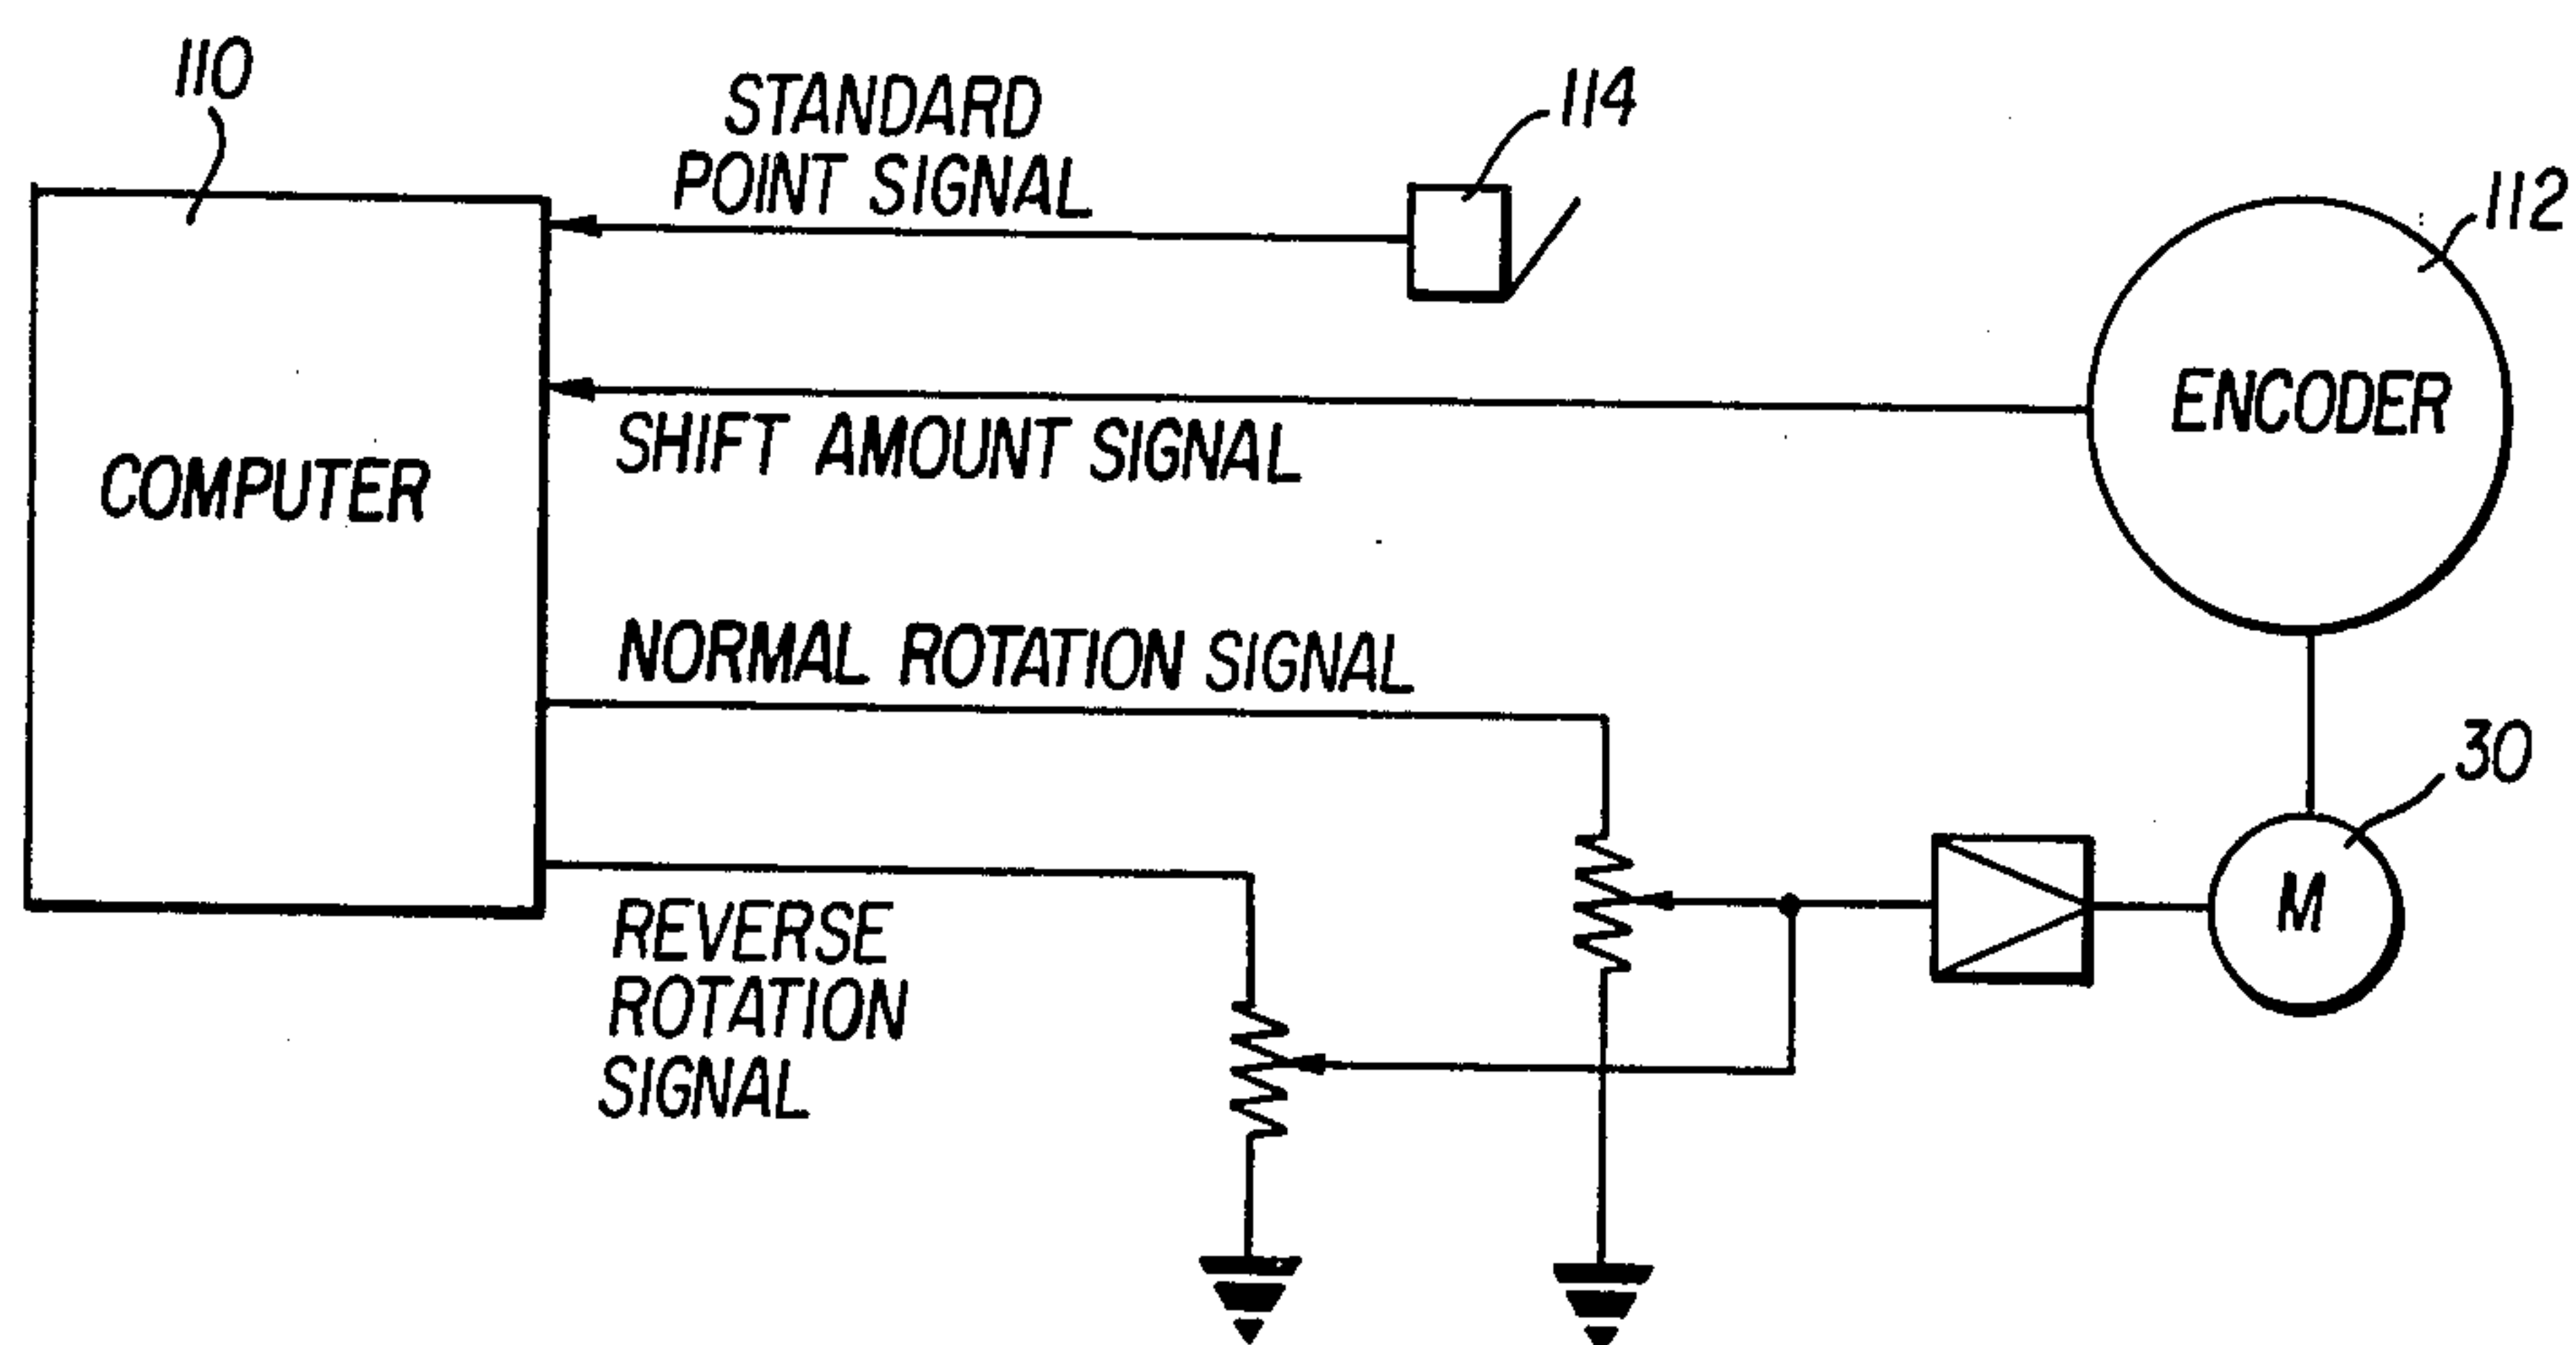 110
STANDARD
POINT SIGNAL
114
112
COMPUTER
ENCODER
SHIFT AMOUNT SIGNAL
NORMAL ROTATION SIGNAL
30
M
REVERSE
ROTATION
SIGNAL